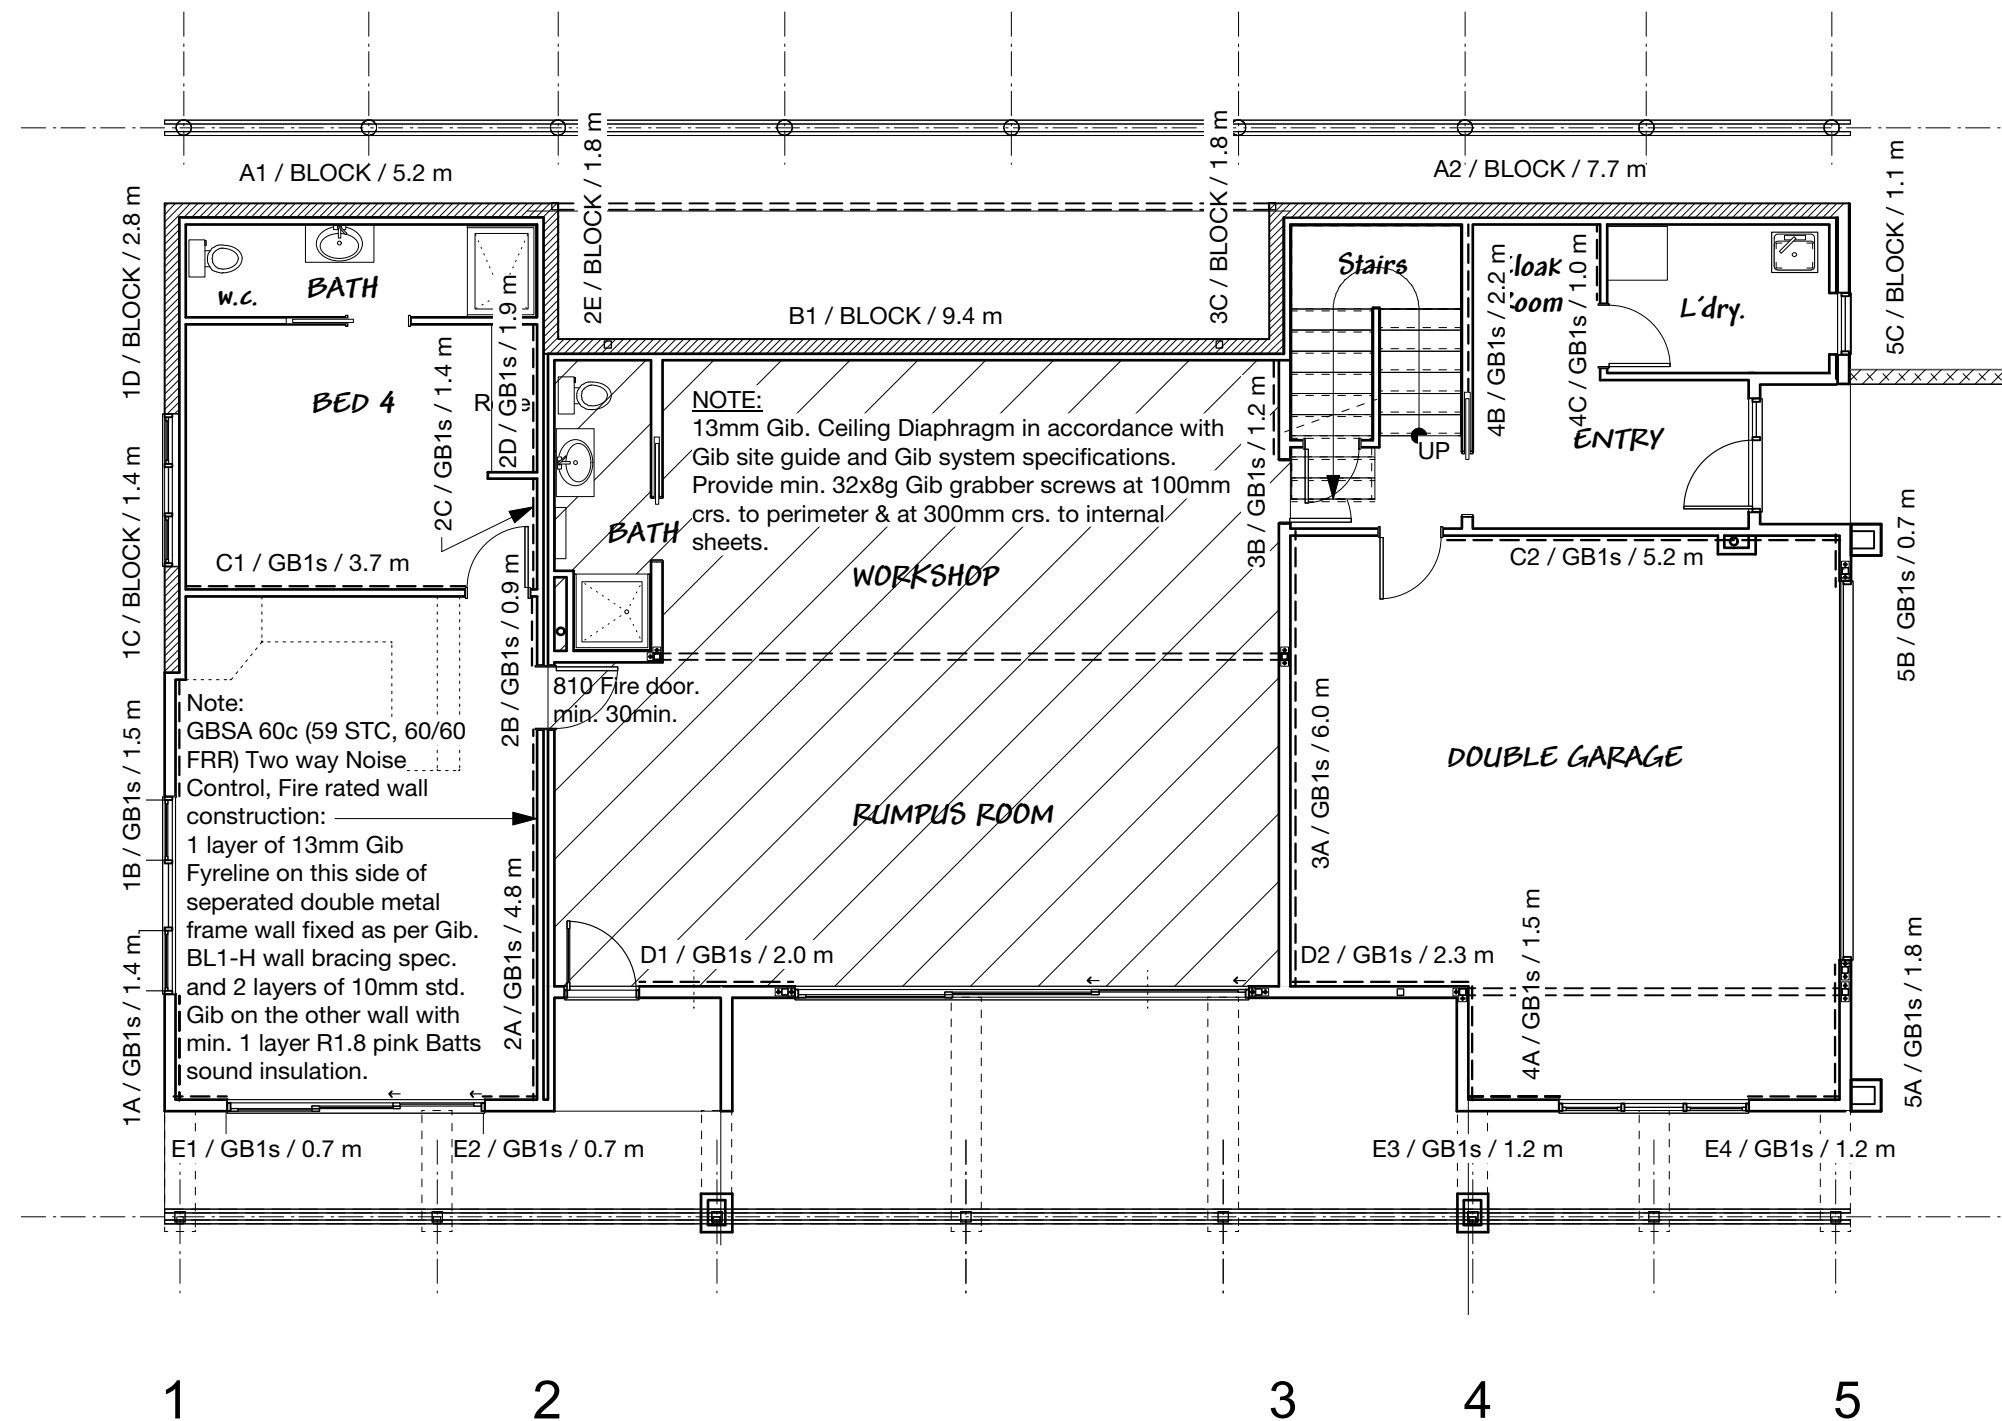 A1 / BLOCK / 5.2 m
2E / BLOCK / 1.8 m
3C / BLOCK / 1.8 m
A2 / BLOCK / 7.7 m
5C / BLOCK / 1.1 m
1D / BLOCK / 2.8 m
W.C.
BATH
2D / GB1s / 1.9 m
B1 / BLOCK / 9.4 m
Stairs
4B / GB1s / 2.2 m
4C / GB1s / 1.0 m
L'dry.
BED 4
2C / GB1s / 1.4 m
NOTE:
13mm Gib. Ceiling Diaphragm in accordance with
Gib site guide and Gib system specifications.
Provide min. 32x8g Gib grabber screws at 100mm
crs. to perimeter & at 300mm crs. to internal
sheets.
3B / GB1s / 1.2 m
UP
ENTRY
1C / BLOCK / 1.4 m
C1 / GB1s / 3.7 m
BATH
WORKSHOP
C2 / GB1s / 5.2 m
5B / GB1s / 0.7 m
2B / GB1s / 0.9 m
810 Fire door.
min. 30min.
1B / GB1s / 1.5 m
Note:
GBSA 60c (59 STC, 60/60
FRR) Two way Noise
Control, Fire rated wall
construction:
1 layer of 13mm Gib
Fyreline on this side of
seperated double metal
frame wall fixed as per Gib.
BL1-H wall bracing spec.
and 2 layers of 10mm std.
Gib on the other wall with
min. 1 layer R1.8 pink Batts
sound insulation.
RUMPUS ROOM
3A / GB1s / 6.0 m
DOUBLE GARAGE
1A / GB1s / 1.4 m
2A / GB1s / 4.8 m
D1 / GB1s / 2.0 m
D2 / GB1s / 2.3 m
4A / GB1s / 1.5 m
5A / GB1s / 1.8 m
E1 / GB1s / 0.7 m
E2 / GB1s / 0.7 m
E3 / GB1s / 1.2 m
E4 / GB1s / 1.2 m
1 2 3 4 5